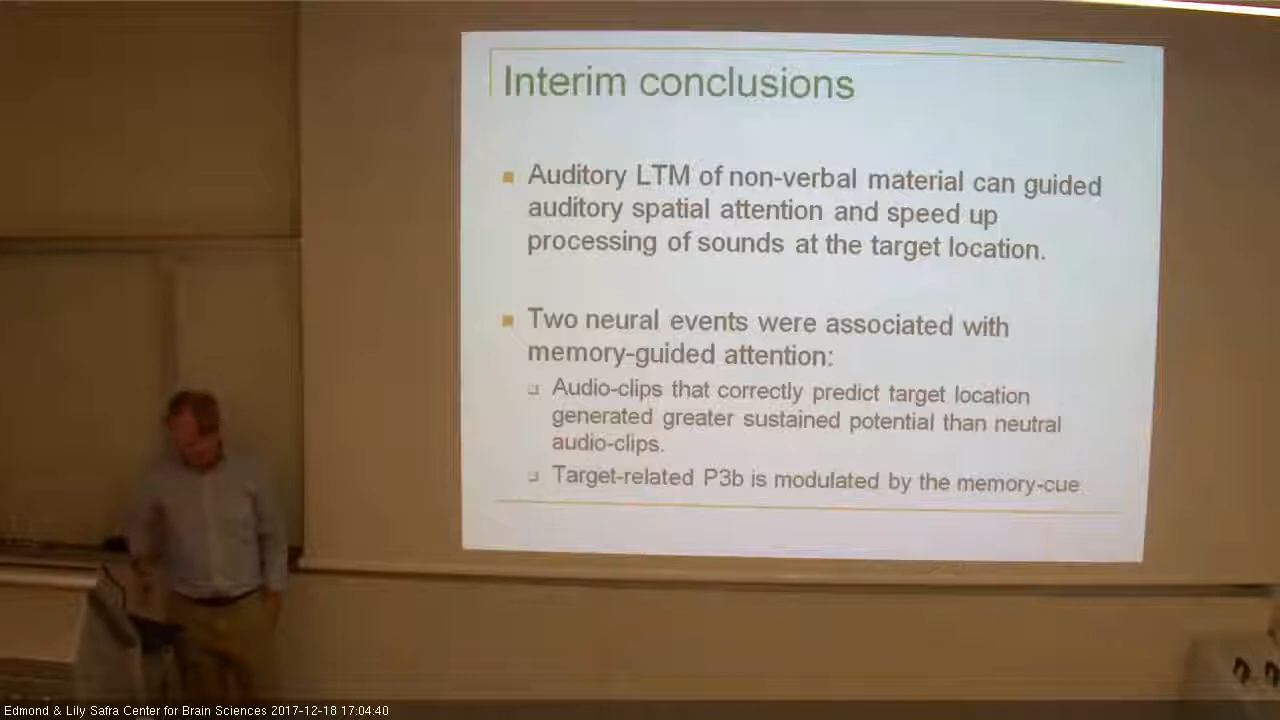 Interim conclusions
Auditory LTM of non-verbal material can guided
auditory spatial attention and speed up
processing of sounds at the target location.
Two neural events were associated with
memory-guided attention:
Audio-clips that correctly predict target location
generated greater sustained potential than neutral
audio-clips.
Target-related P3b is modulated by the memory-cue
Edmond & Lily Safra Center for Brain Sciences 2017-12-18 17:04:40